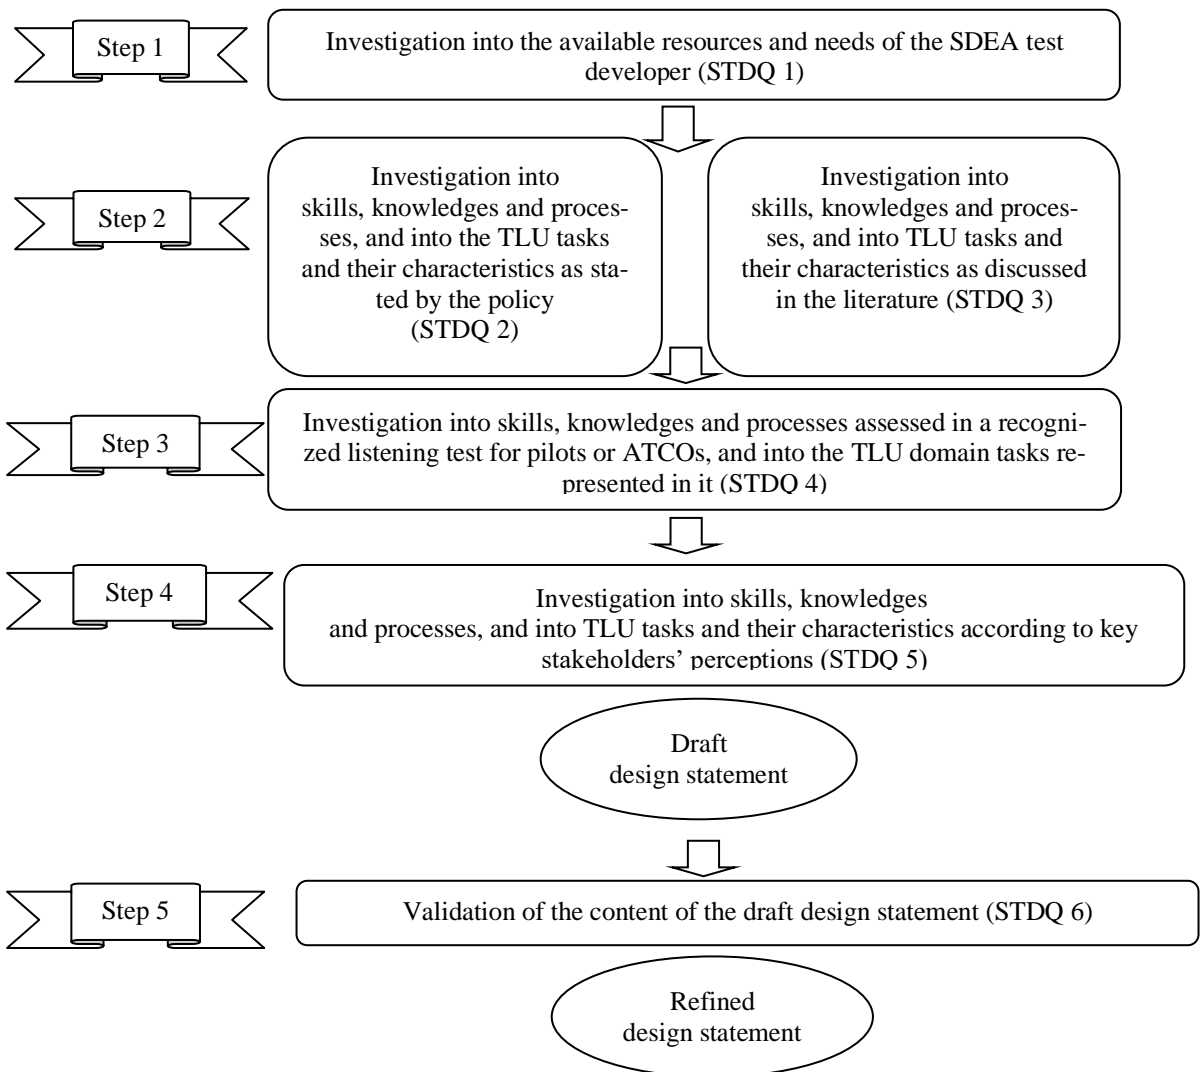 Step 1
Investigation into the available resources and needs of the SDEA test
developer (STDQ 1)
Step 2
Investigation into
skills, knowledges and proces-
ses, and into the TLU tasks
and their characteristics as sta-
ted by the policy
(STDQ 2)
Investigation into
skills, knowledges and proces-
ses, and into TLU tasks and
their characteristics as discussed
in the literature (STDQ 3)
Step 3
Investigation into skills, knowledges and processes assessed in a recogni-
zed listening test for pilots or ATCOs, and into the TLU domain tasks re-
presented in it (STDQ 4)
Step 4
Investigation into skills, knowledges
and processes, and into TLU tasks and their characteristics according to key
stakeholders’ perceptions (STDQ 5)
Draft
design statement
Step 5
Validation of the content of the draft design statement (STDQ 6)
Refined
design statement